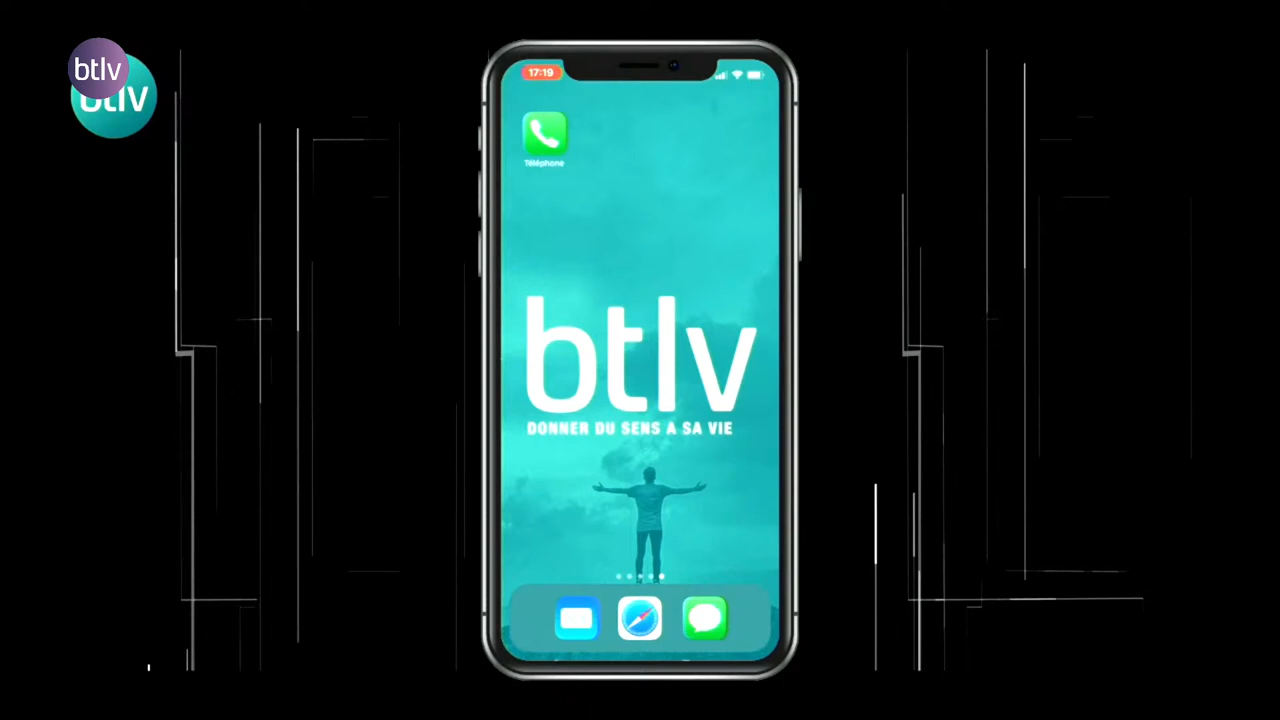 btlv
btlv
17:19
Téléphone
btlv
DONNER DU SENS A SA VIE